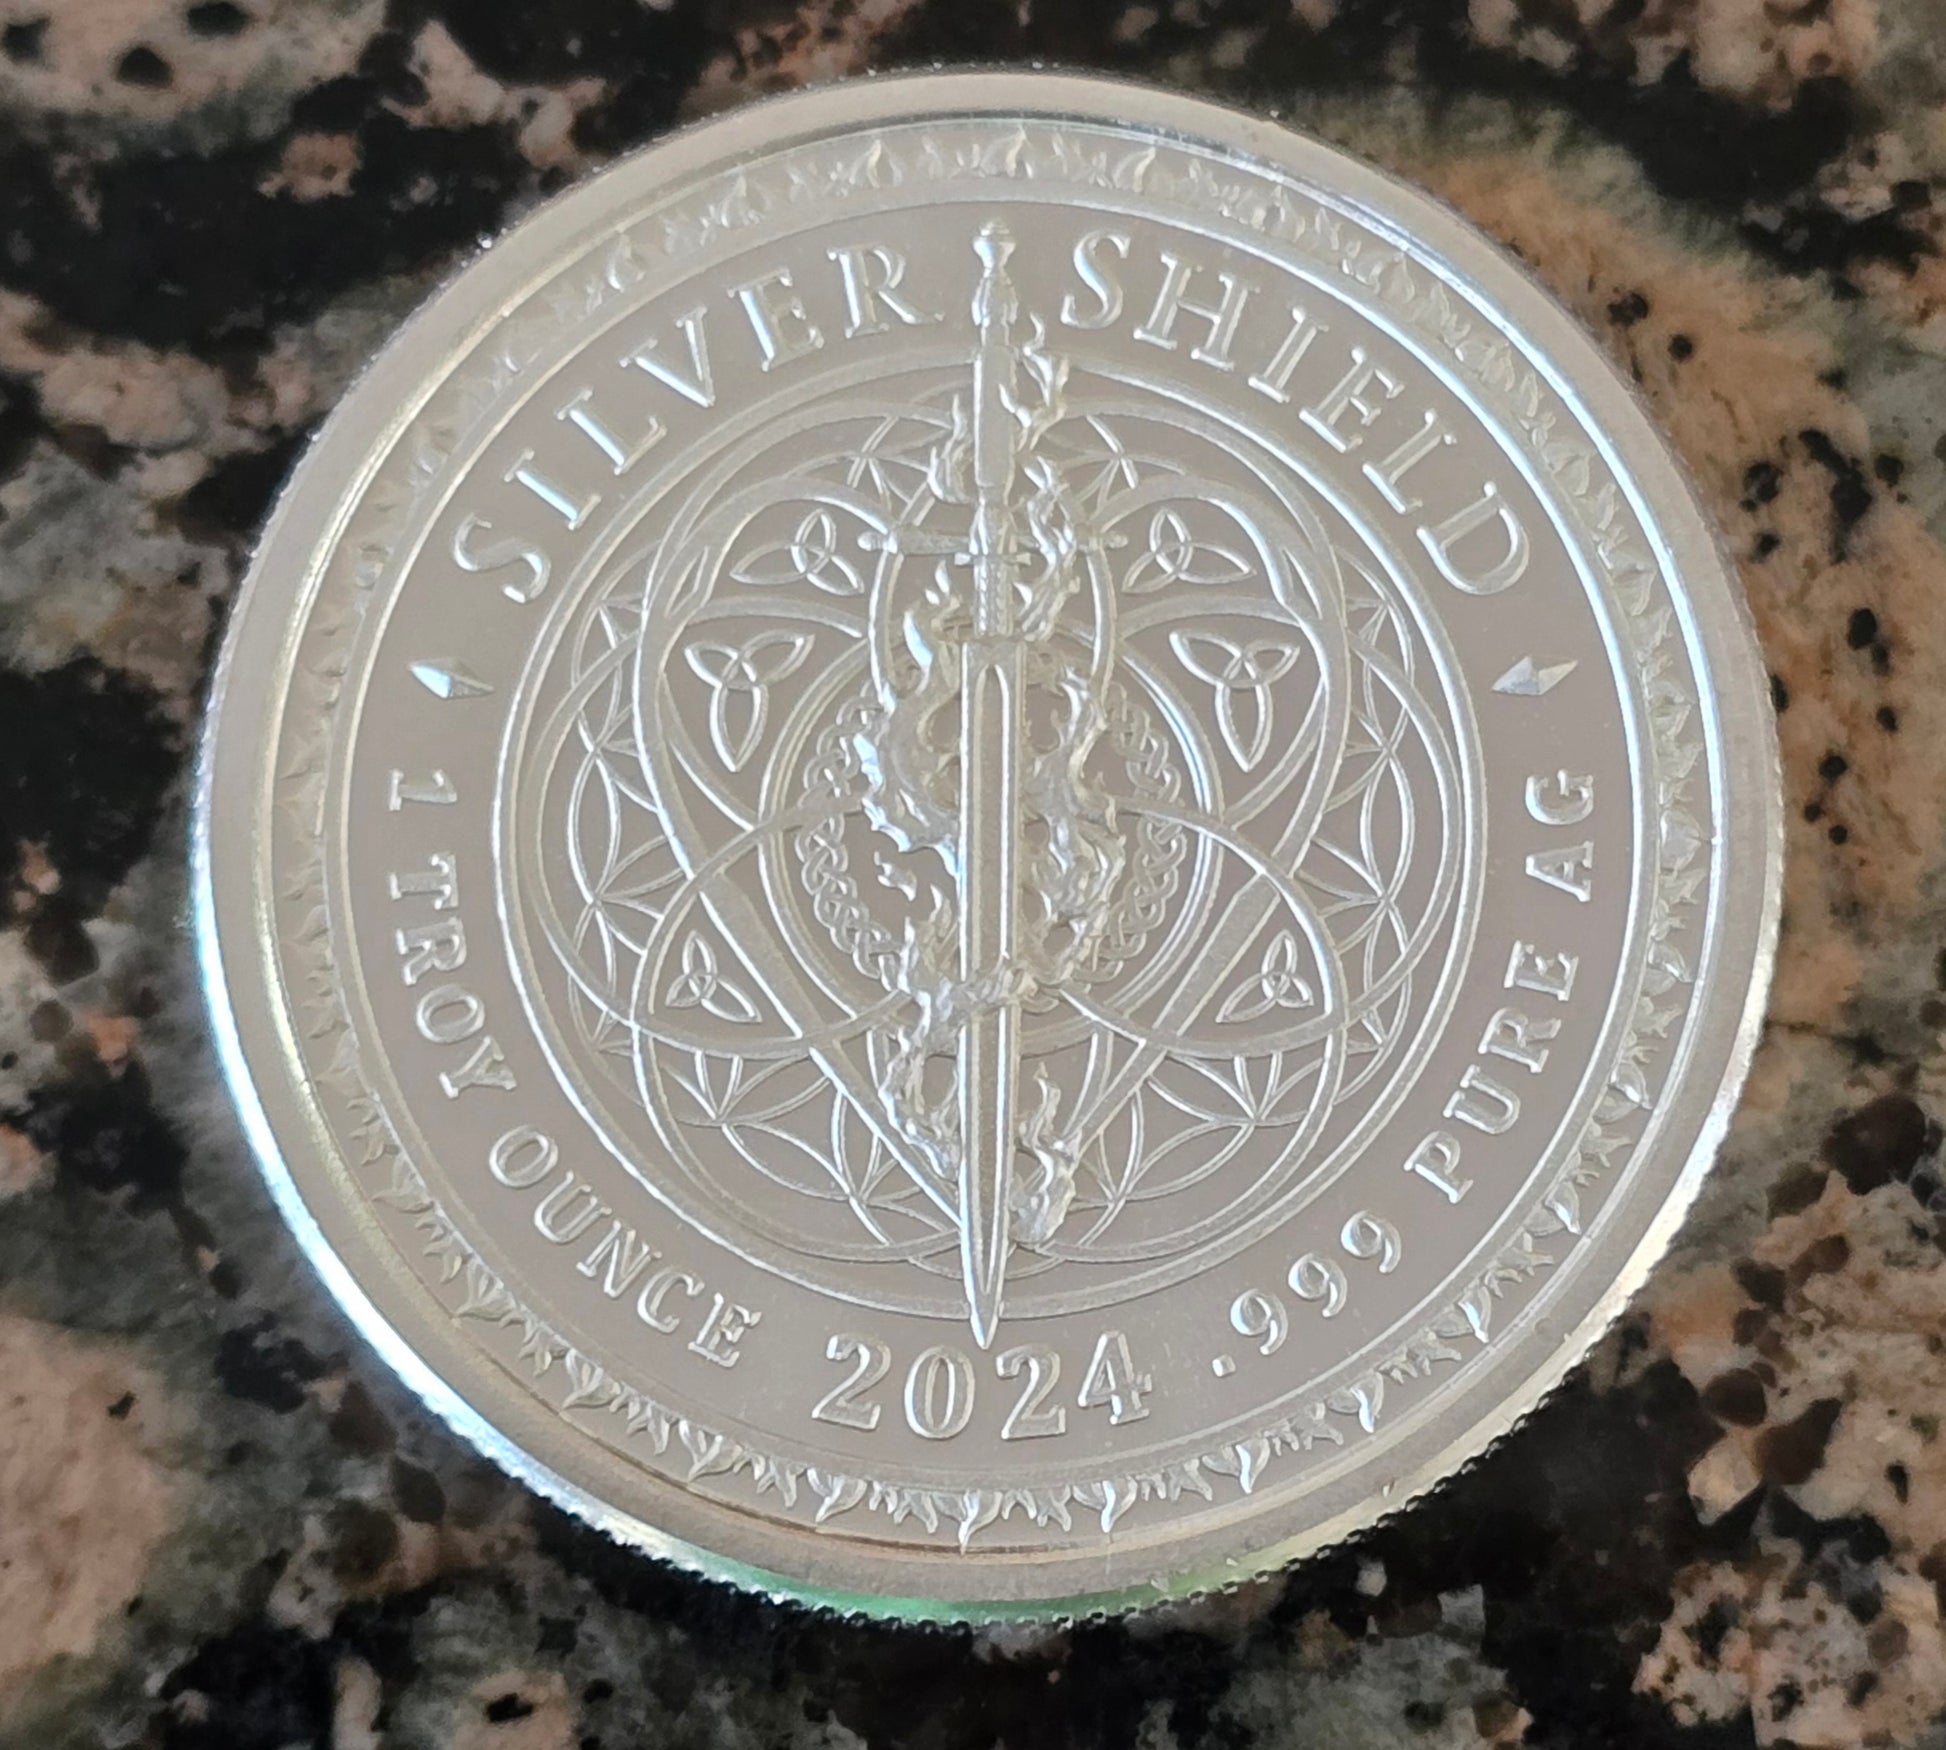 SILVER SHIELD
1 TROY OUNCE 2024 .999 PURE AG